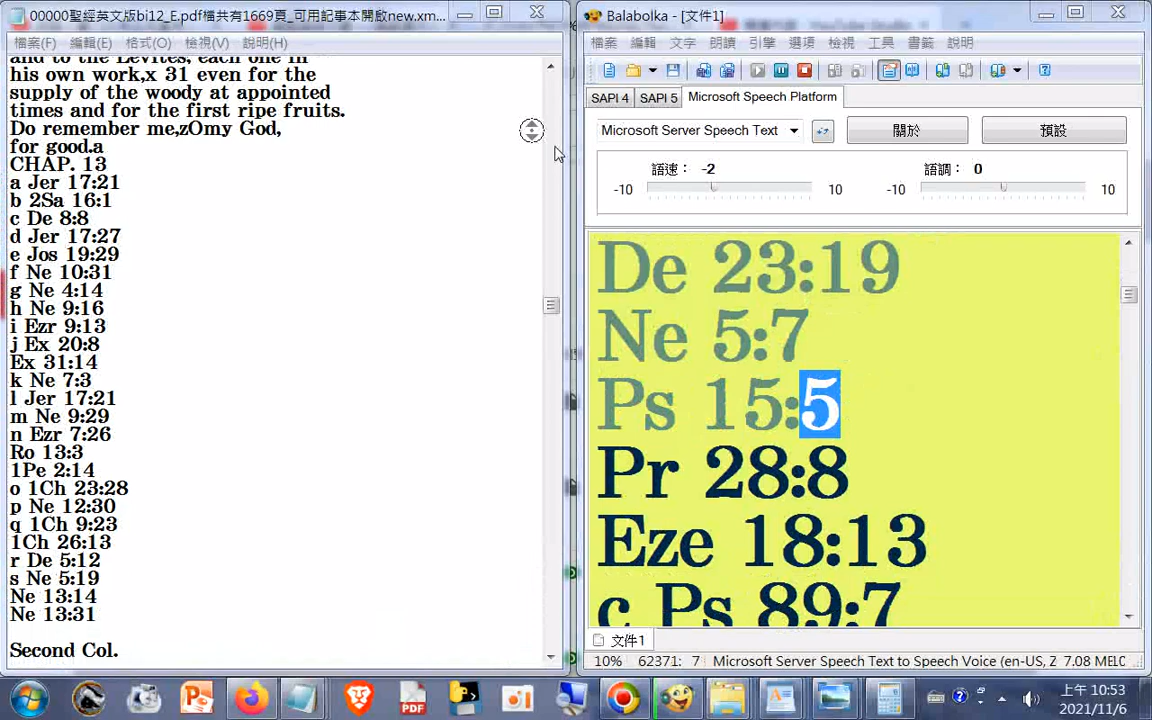 00000聖經英文版bi12_E.pdf檔共有1669頁_可用記事本開啟new.xm...
檔案(F) 編輯(E) 格式(O) 檢視(V) 說明(H)
and to the Levites, each one in
his own work,x 31 even for the
supply of the woody at appointed
times and for the first ripe fruits.
Do remember me,zOmy God,
for good.a
CHAP. 13
a Jer 17:21
b 2Sa 16:1
c De 8:8
d Jer 17:27
e Jos 19:29
f Ne 10:31
g Ne 4:14
h Ne 9:16
i Ezr 9:13
j Ex 20:8
Ex 31:14
k Ne 7:3
l Jer 17:21
m Ne 9:29
n Ezr 7:26
Ro 13:3
1Pe 2:14
o 1Ch 23:28
p Ne 12:30
q 1Ch 9:23
1Ch 26:13
r De 5:12
s Ne 5:19
Ne 13:14
Ne 13:31
Second Col.
Balabolka - [文件1]
檔案 編輯 文字 朗讀 引擎 選項 檢視 工具 書籤 說明
SAPI 4 SAPI 5 Microsoft Speech Platform
Microsoft Server Speech Text 關於 預設
語速： -2 語調： 0
-10 10 -10 10
De 23:19
Ne 5:7
Ps 15:5
Pr 28:8
Eze 18:13
c Ps 89:7
文件1
10% 62371: 7 Microsoft Server Speech Text to Speech Voice (en-US, Z 7.08 MELO
上午 10:53
2021/11/6